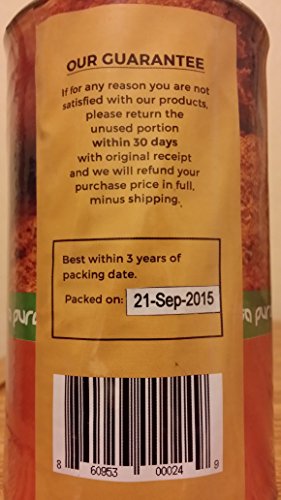 OUR GUARANTEE
If for any reason you are not
satisfied with our products,
please return the
unused portion
within 30 days
with original receipt
and we will refund your
purchase price in full,
minus shipping.
Best within 3 years of
packing date.
Packed on: 21-Sep-2015
8 60953 00024 9